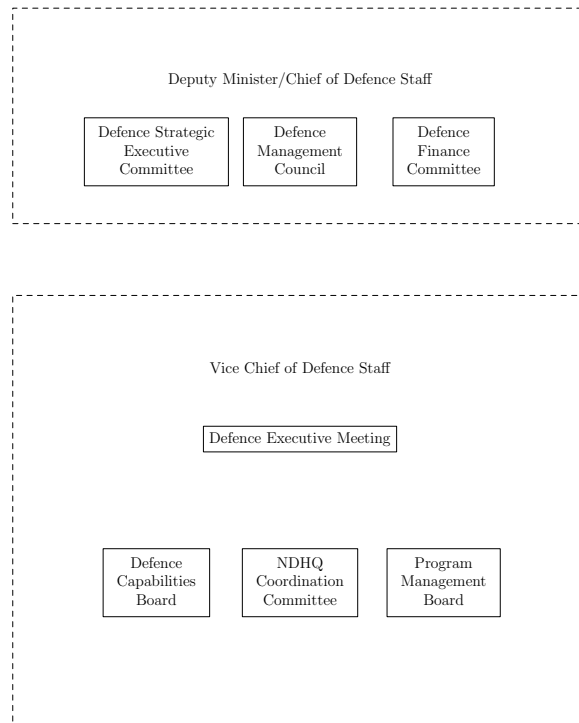 Deputy Minister/Chief of Defence Staff
Defence Strategic
Executive
Committee
Defence
Management
Council
Defence
Finance
Committee
Vice Chief of Defence Staff
Defence Executive Meeting
Defence
Capabilities
Board
NDHQ
Coordination
Committee
Program
Management
Board